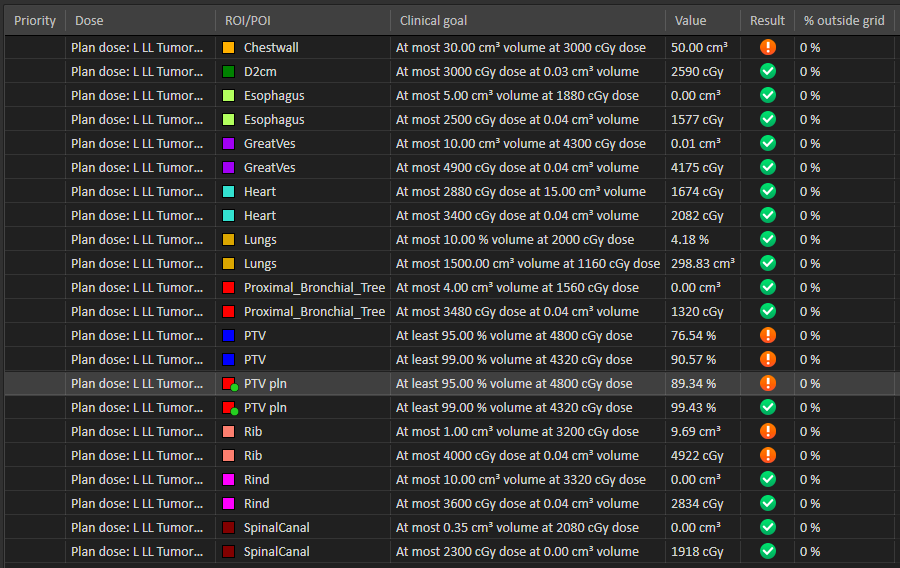 Priority Dose ROI/POI Clinical goal Value Result % outside grid
Plan dose: L LL Tumor... Chestwall At most 30.00 cm³ volume at 3000 cGy dose 50.00 cm³ 0 %
Plan dose: L LL Tumor... D2cm At most 3000 cGy dose at 0.03 cm³ volume 2590 cGy 0 %
Plan dose: L LL Tumor... Esophagus At most 5.00 cm³ volume at 1880 cGy dose 0.00 cm³ 0 %
Plan dose: L LL Tumor... Esophagus At most 2500 cGy dose at 0.04 cm³ volume 1577 cGy 0 %
Plan dose: L LL Tumor... GreatVes At most 10.00 cm³ volume at 4300 cGy dose 0.01 cm³ 0 %
Plan dose: L LL Tumor... GreatVes At most 4900 cGy dose at 0.04 cm³ volume 4175 cGy 0 %
Plan dose: L LL Tumor... Heart At most 2880 cGy dose at 15.00 cm³ volume 1674 cGy 0 %
Plan dose: L LL Tumor... Heart At most 3400 cGy dose at 0.04 cm³ volume 2082 cGy 0 %
Plan dose: L LL Tumor... Lungs At most 10.00 % volume at 2000 cGy dose 4.18 % 0 %
Plan dose: L LL Tumor... Lungs At most 1500.00 cm³ volume at 1160 cGy dose 298.83 cm³ 0 %
Plan dose: L LL Tumor... Proximal_Bronchial_Tree At most 4.00 cm³ volume at 1560 cGy dose 0.00 cm³ 0 %
Plan dose: L LL Tumor... Proximal_Bronchial_Tree At most 3480 cGy dose at 0.04 cm³ volume 1320 cGy 0 %
Plan dose: L LL Tumor... PTV At least 95.00 % volume at 4800 cGy dose 76.54 % 0 %
Plan dose: L LL Tumor... PTV At least 99.00 % volume at 4320 cGy dose 90.57 % 0 %
Plan dose: L LL Tumor... PTV pln At least 95.00 % volume at 4800 cGy dose 89.34 % 0 %
Plan dose: L LL Tumor... PTV pln At least 99.00 % volume at 4320 cGy dose 99.43 % 0 %
Plan dose: L LL Tumor... Rib At most 1.00 cm³ volume at 3200 cGy dose 9.69 cm³ 0 %
Plan dose: L LL Tumor... Rib At most 4000 cGy dose at 0.04 cm³ volume 4922 cGy 0 %
Plan dose: L LL Tumor... Rind At most 10.00 cm³ volume at 3320 cGy dose 0.00 cm³ 0 %
Plan dose: L LL Tumor... Rind At most 3600 cGy dose at 0.04 cm³ volume 2834 cGy 0 %
Plan dose: L LL Tumor... SpinalCanal At most 0.35 cm³ volume at 2080 cGy dose 0.00 cm³ 0 %
Plan dose: L LL Tumor... SpinalCanal At most 2300 cGy dose at 0.00 cm³ volume 1918 cGy 0 %